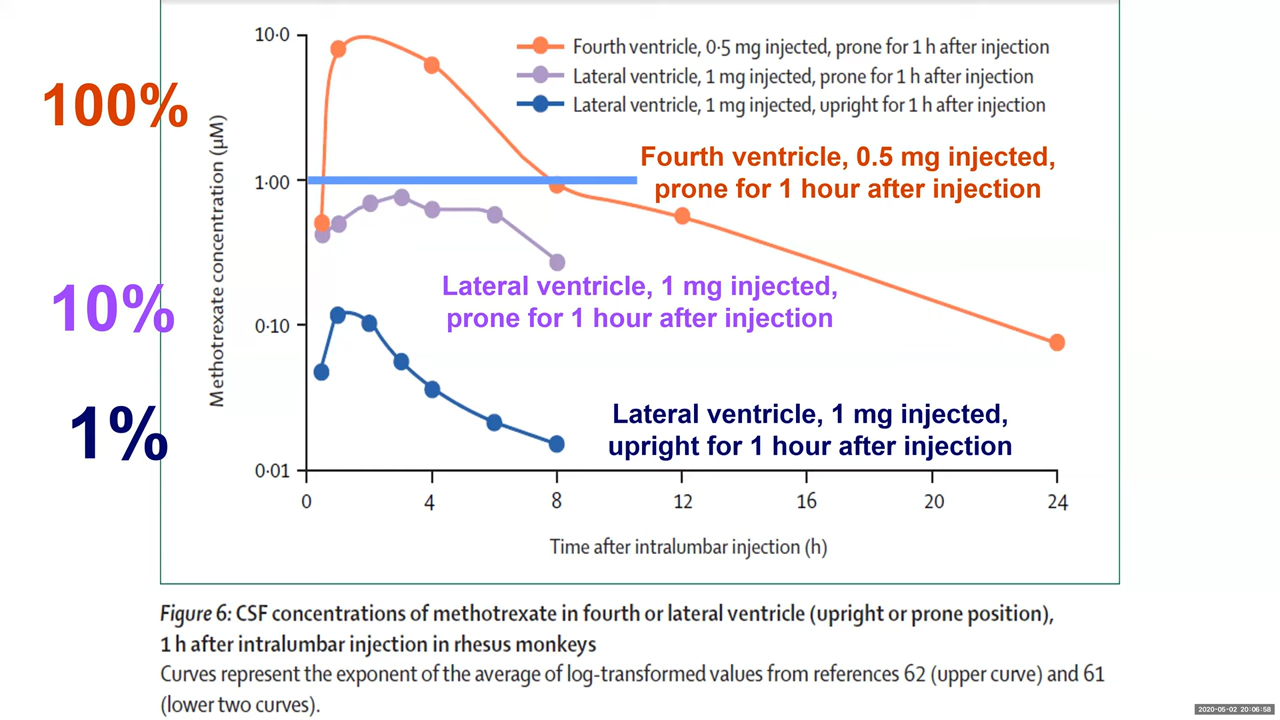 10·0
1·00
0·10
0·01
Methotrexate concentration (μM)
100%
10%
1%
Fourth ventricle, 0·5 mg injected, prone for 1 h after injection
Lateral ventricle, 1 mg injected, prone for 1 h after injection
Lateral ventricle, 1 mg injected, upright for 1 h after injection
Fourth ventricle, 0.5 mg injected,
prone for 1 hour after injection
Lateral ventricle, 1 mg injected,
prone for 1 hour after injection
Lateral ventricle, 1 mg injected,
upright for 1 hour after injection
0 4 8 12 16 20 24
Time after intralumbar injection (h)
Figure 6: CSF concentrations of methotrexate in fourth or lateral ventricle (upright or prone position),
1 h after intralumbar injection in rhesus monkeys
Curves represent the exponent of the average of log-transformed values from references 62 (upper curve) and 61
(lower two curves).
2020-05-02 20:06:58